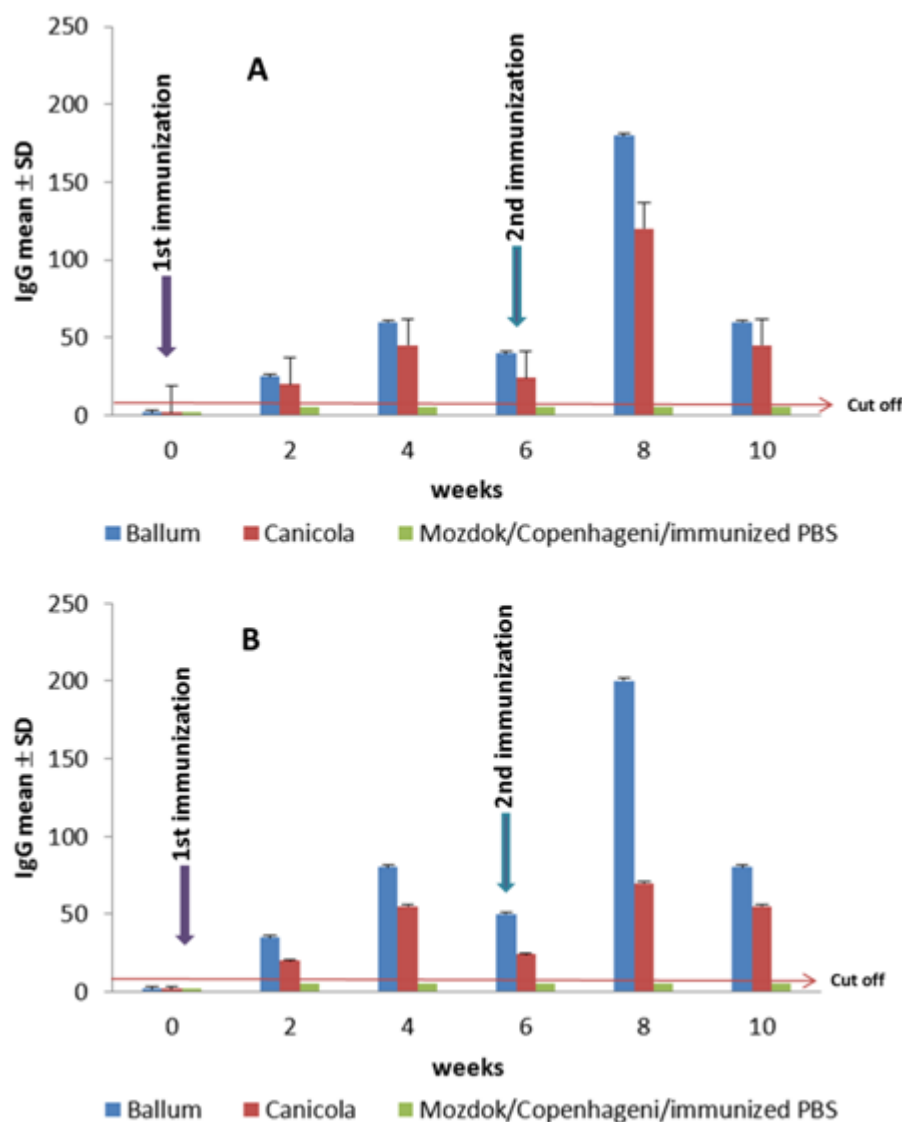 250
A
200
150
100
50
0
IgG mean ± SD
1st immunization
2nd immunization
Cut off
0 2 4 6 8 10
weeks
Ballum Canicola Mozdok/Copenhageni/immunized PBS
250
B
200
150
100
50
0
IgG mean ± SD
1st immunization
2nd immunization
Cut off
0 2 4 6 8 10
weeks
Ballum Canicola Mozdok/Copenhageni/immunized PBS